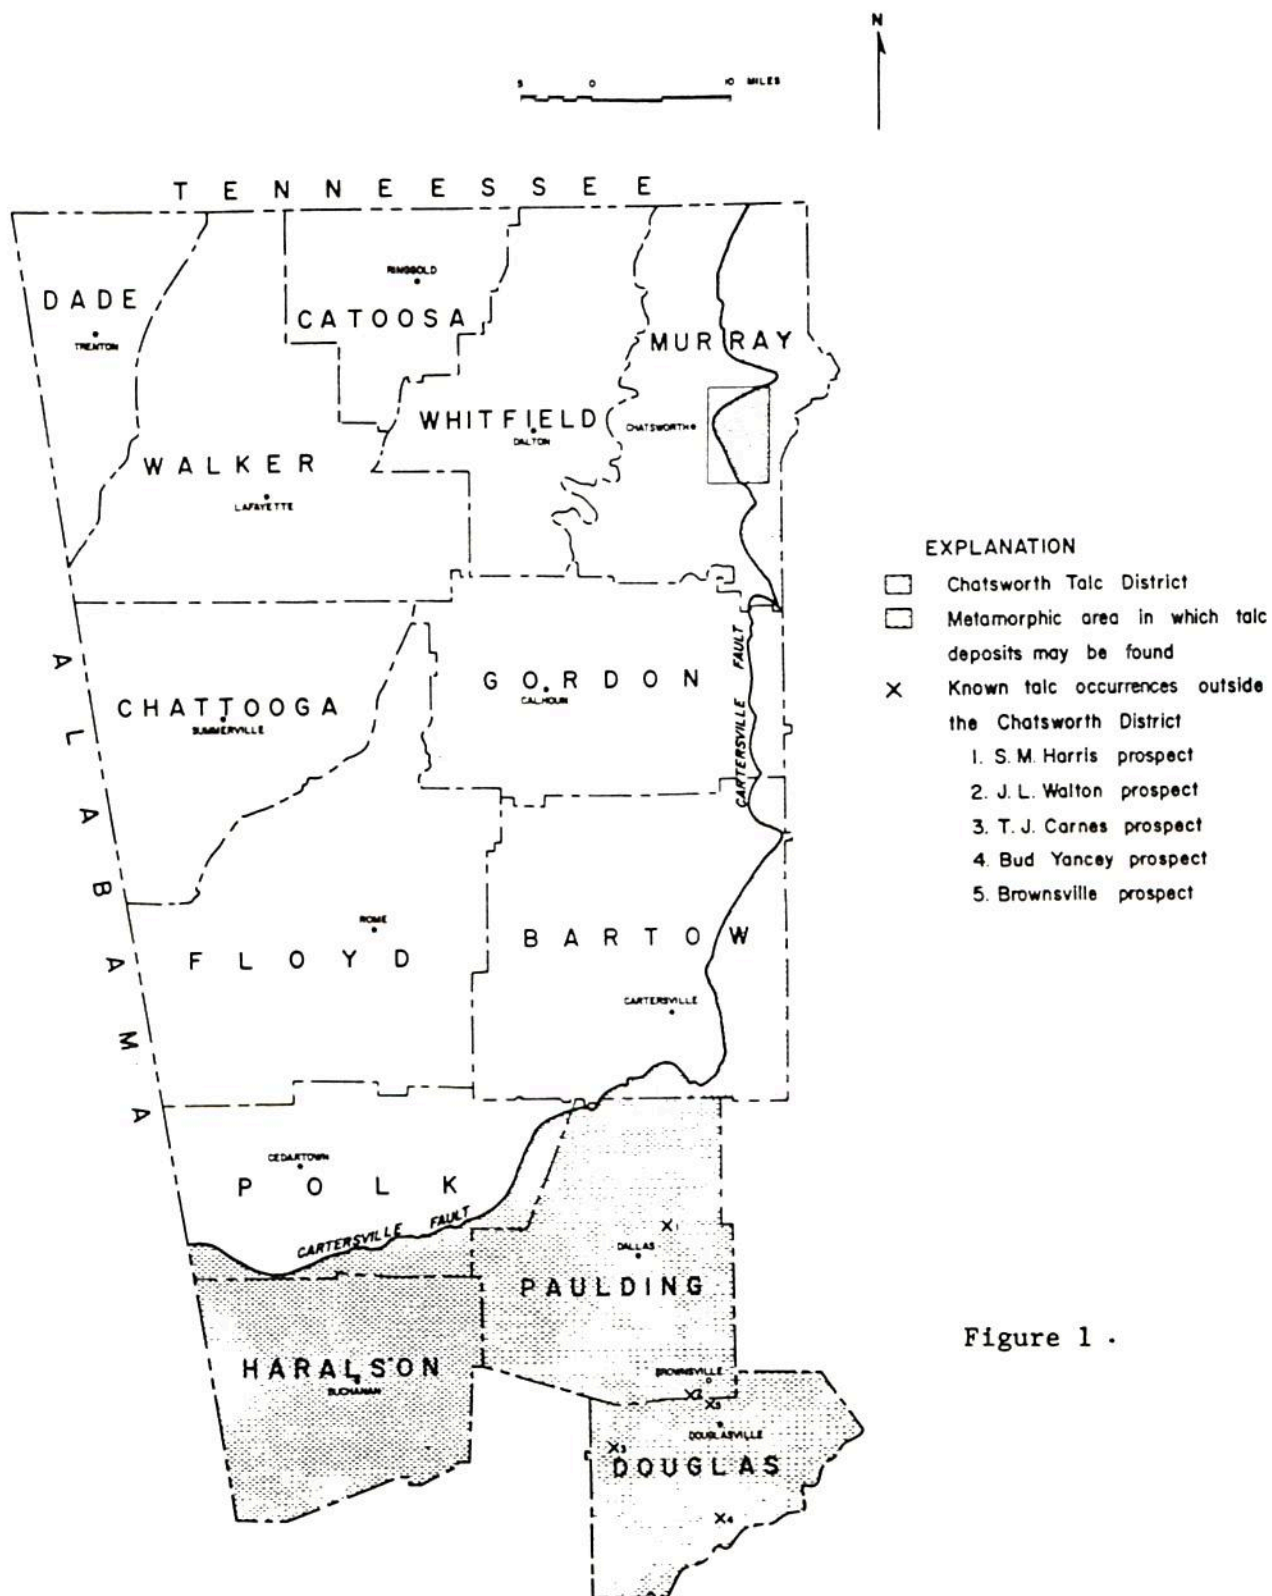 N
5 0 10 MILES
TENNEESSEE
RINGGOLD
DADE
CATOOSA
TRENTON
MURRAY
WHITFIELD
CHATSWORTH
DALTON
WALKER
LAFAYETTE
EXPLANATION
Chatsworth Talc District
Metamorphic area in which talc
deposits may be found
X Known talc occurrences outside
the Chatsworth District
1. S. M. Harris prospect
2. J. L. Walton prospect
3. T. J. Carnes prospect
4. Bud Yancey prospect
5. Brownsville prospect
ALABAMA
GORDON
CALHOUN
CARTERSVILLE FAULT
CHATTOOGA
SUMMERVILLE
ROME
FLOYD
BARTOW
CARTERSVILLE
CEDARTOWN
POLK
CARTERSVILLE FAULT
X1
DALLAS
PAULDING
HARALSON
BUCHANAN
BROWNSVILLE
X2
DOUGLASVILLE
X3
DOUGLAS
X4
Figure 1.